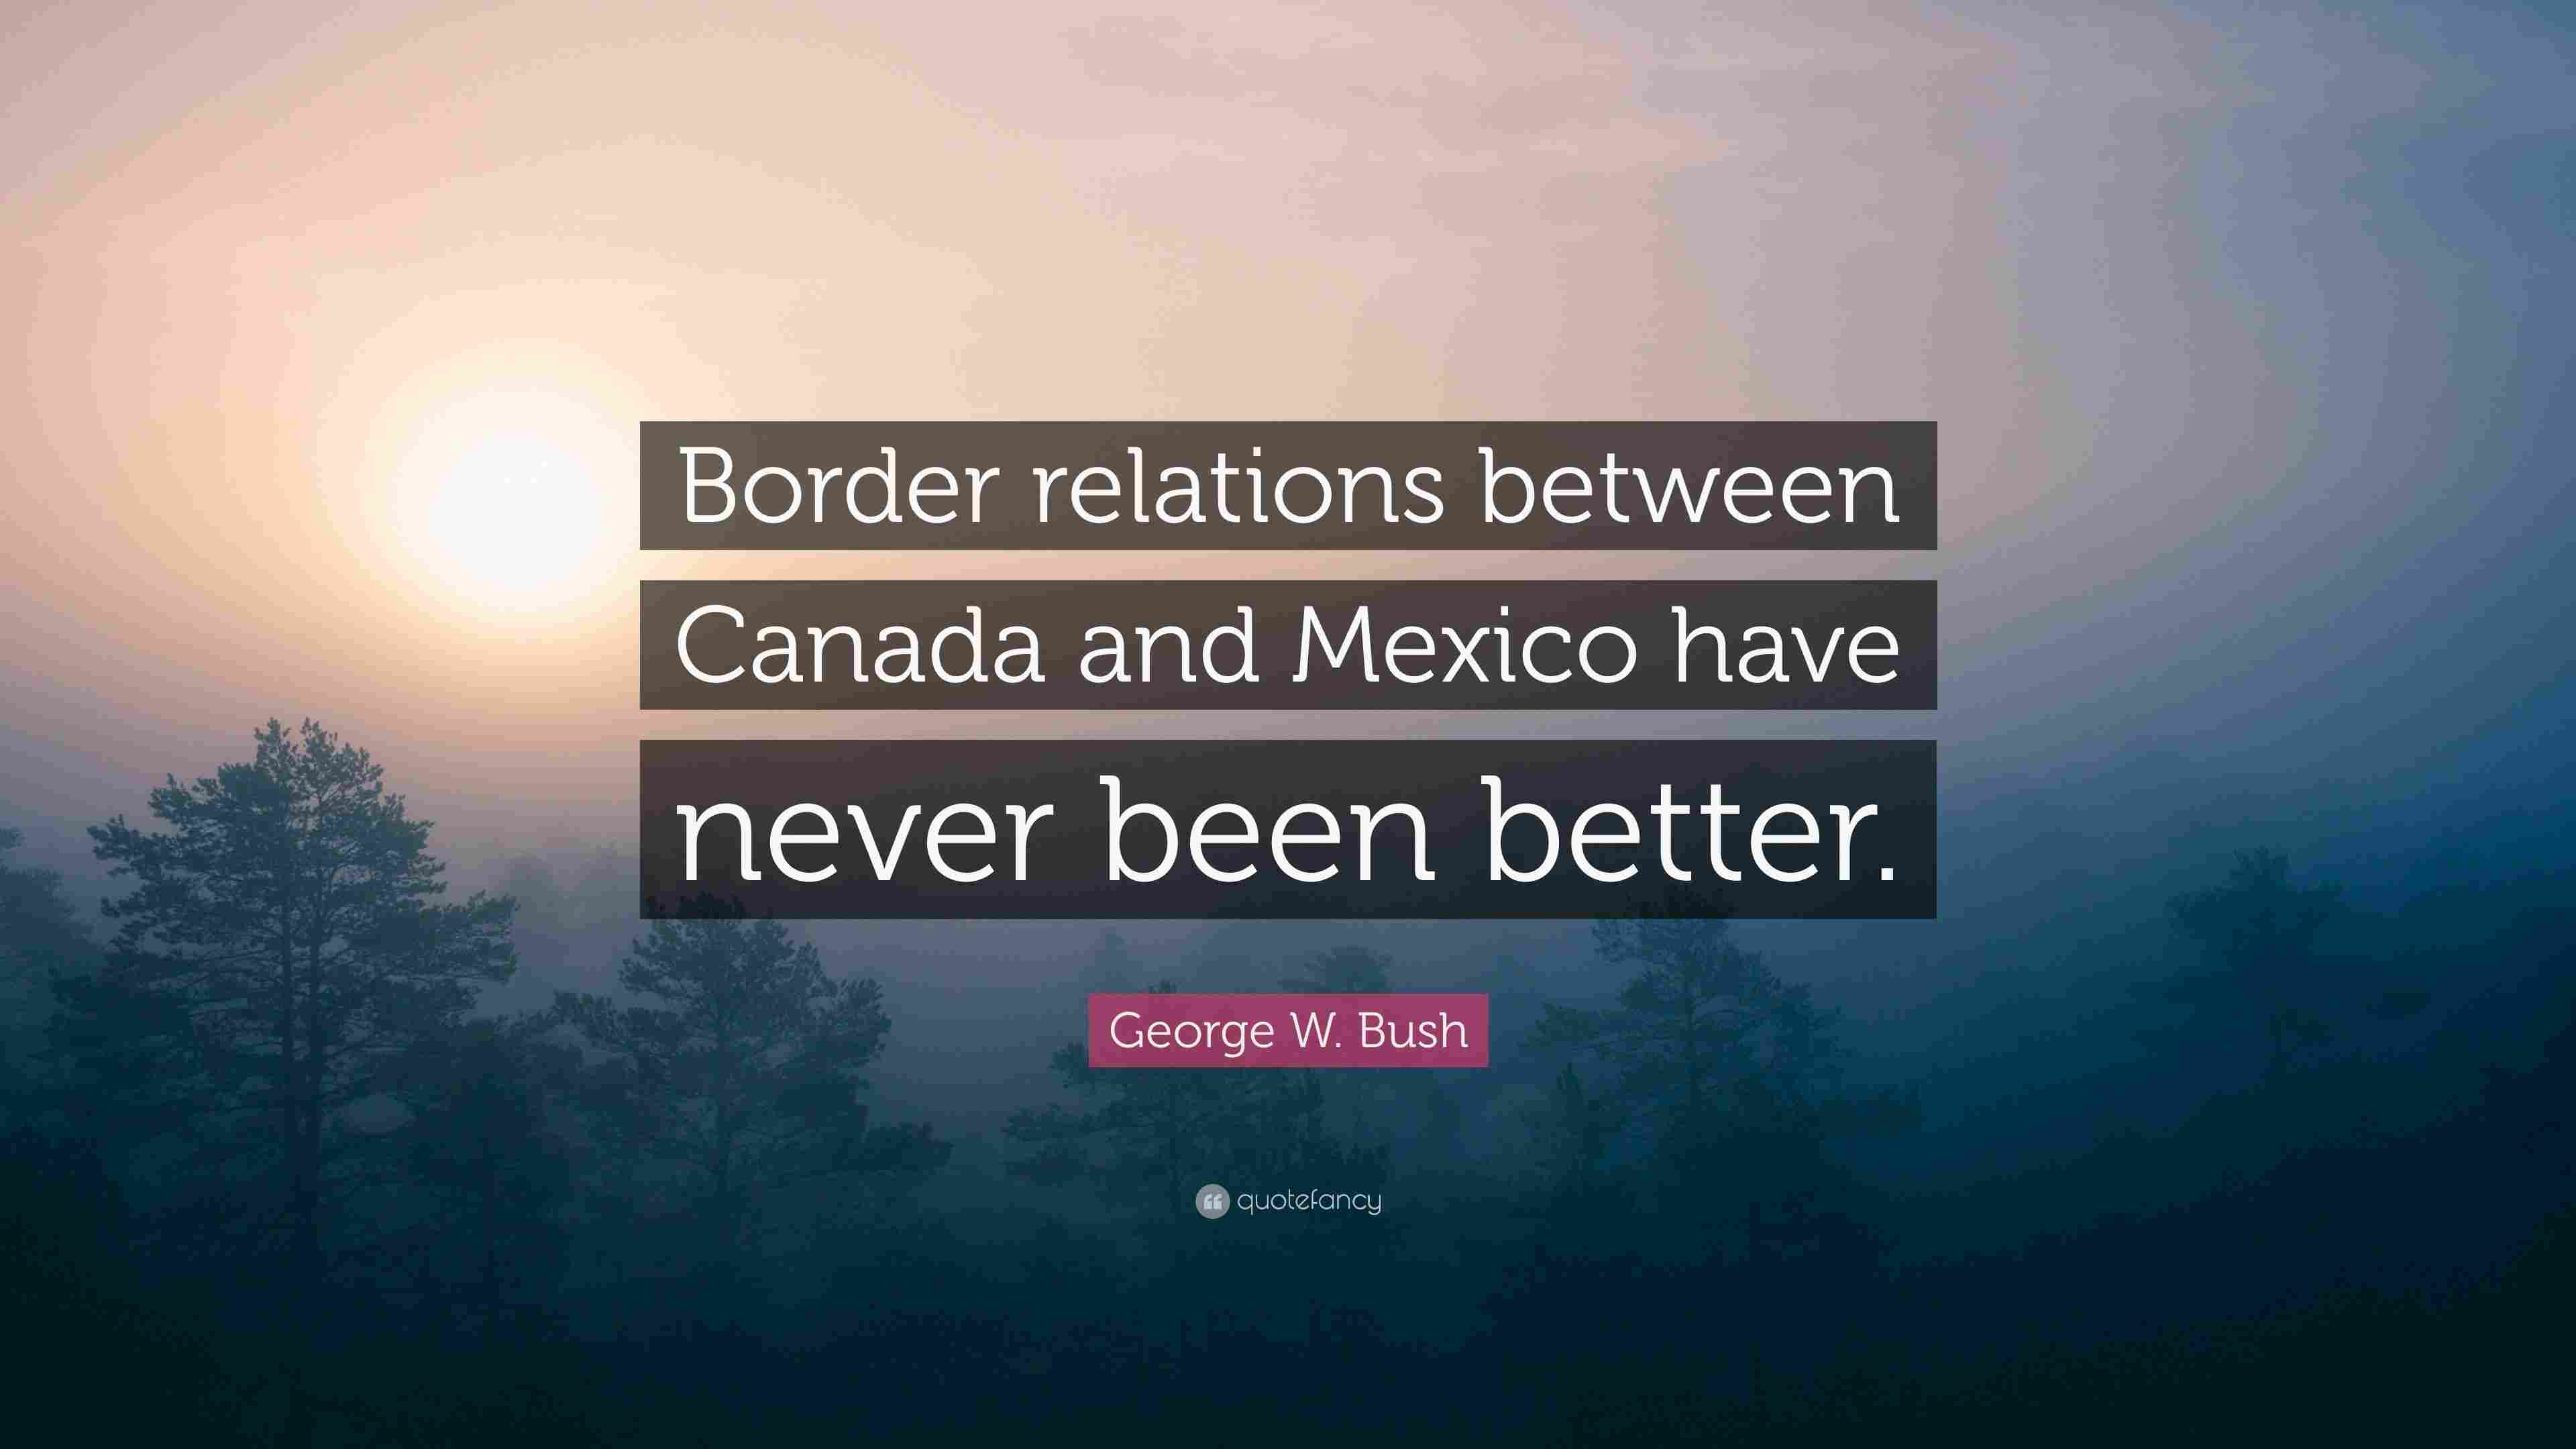 Border relations between
Canada and Mexico have
never been better.
George W. Bush
quotefancy